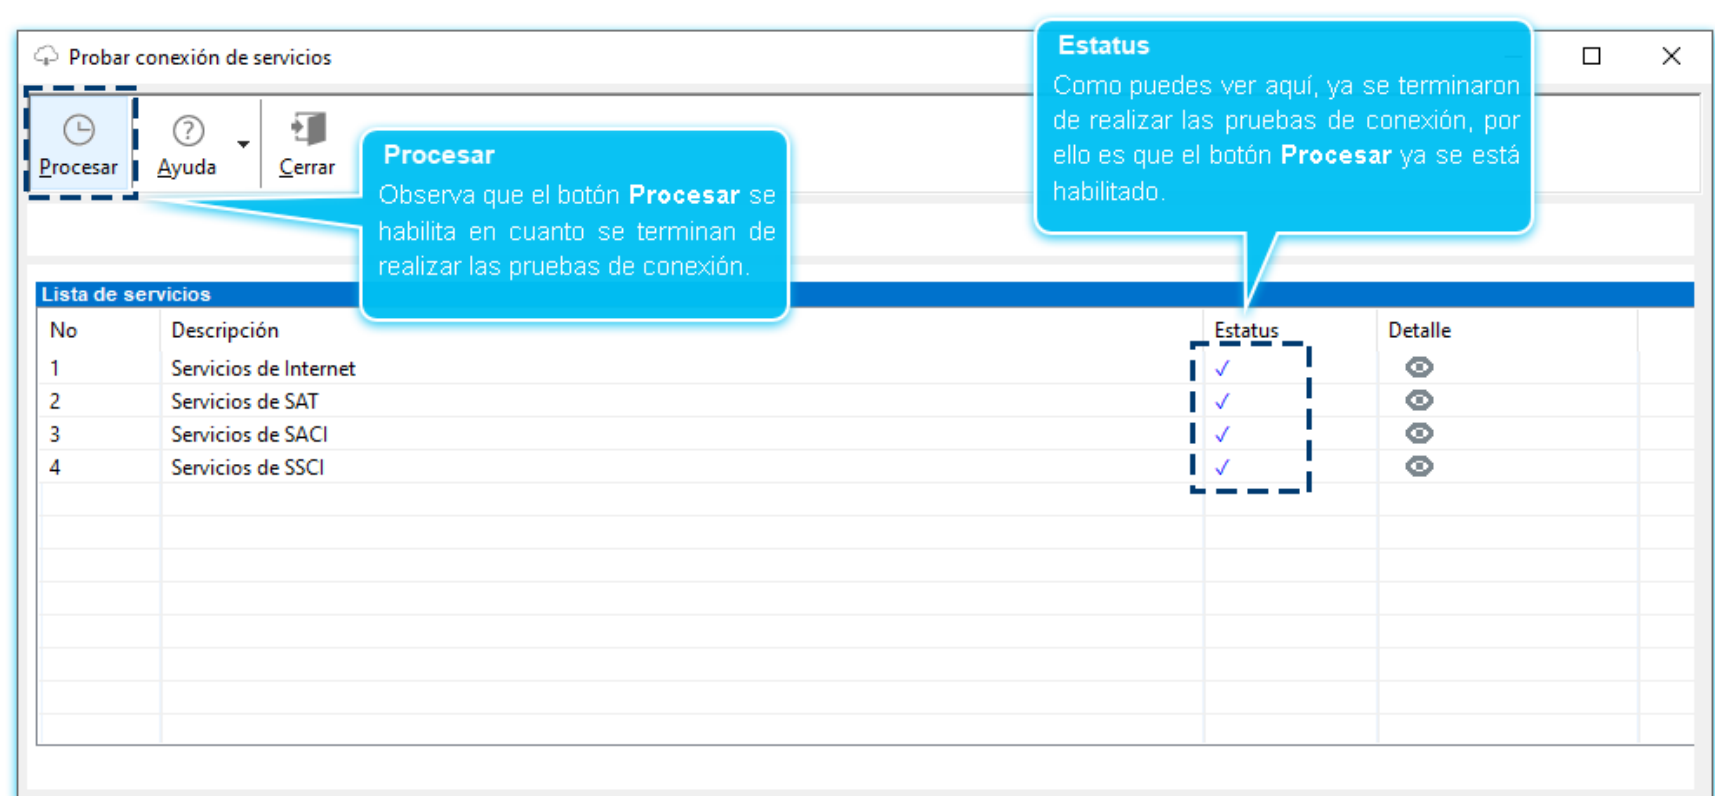 Probar conexión de servicios
Procesar
Ayuda
Cerrar
Procesar
Observa que el botón Procesar se
habilita en cuanto se terminan de
realizar las pruebas de conexión.
Estatus
Como puedes ver aquí, ya se terminaron
de realizar las pruebas de conexión, por
ello es que el botón Procesar ya se está
habilitado.
Lista de servicios
No Descripción Estatus Detalle
1 Servicios de Internet ✓
2 Servicios de SAT ✓
3 Servicios de SACI ✓
4 Servicios de SSCI ✓